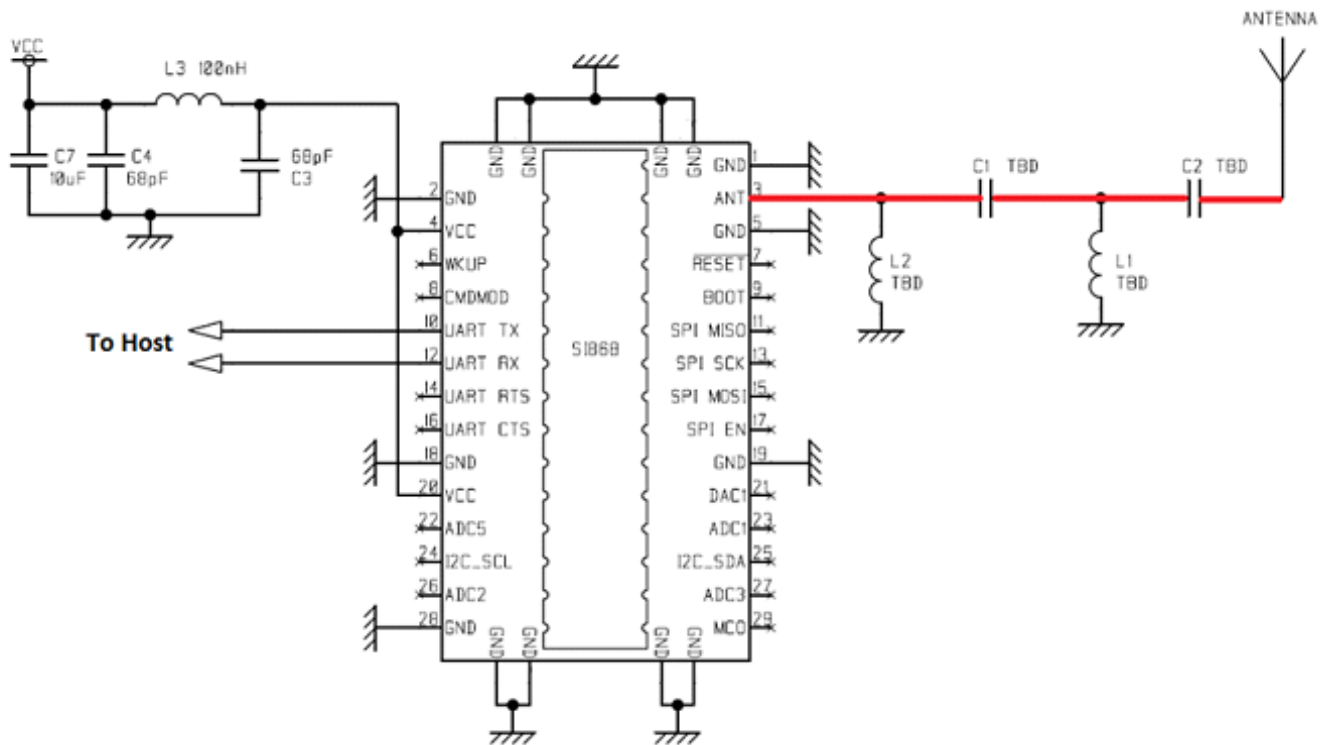 ANTENNA
VCC
L3 100nH
C7
10uF
C4
68pF
68pF
C3
GND
GND
GND
GND
GND 1
ANT 3
GND 5
RESET 7
BOOT 9
SPI MISO 11
SPI SCK 13
SPI MOSI 15
SPI EN 17
GND 19
DAC1 21
ADC1 23
I2C_SDA 25
ADC3 27
MCO 29
2 GND
4 VCC
6 WKUP
8 CMDMOD
10 UART TX
12 UART RX
14 UART RTS
16 UART CTS
18 GND
20 VCC
22 ADC5
24 I2C_SCL
26 ADC2
28 GND
GND
GND
GND
GND
SI868
To Host
C1 TBD
C2 TBD
L2
TBD
L1
TBD